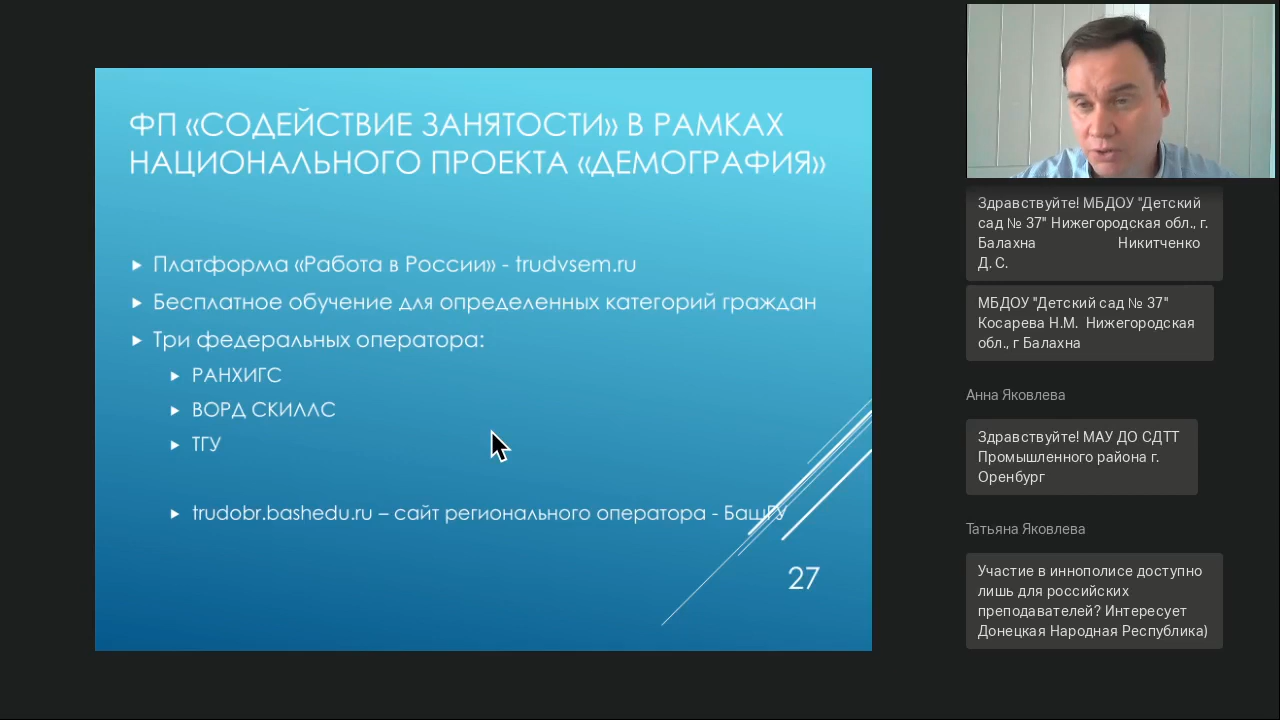 ФП «СОДЕЙСТВИЕ ЗАНЯТОСТИ» В РАМКАХ
НАЦИОНАЛЬНОГО ПРОЕКТА «ДЕМОГРАФИЯ»
Платформа «Работа в России» - trudvsem.ru
Бесплатное обучение для определенных категорий граждан
Три федеральных оператора:
РАНХИГС
ВОРД СКИЛЛС
ТГУ
trudobr.bashedu.ru – сайт регионального оператора - БашГУ
27
Здравствуйте! МБДОУ "Детский
сад № 37" Нижегородская обл., г.
Балахна Никитченко
Д. С.
МБДОУ "Детский сад № 37"
Косарева Н.М. Нижегородская
обл., г Балахна
Анна Яковлева
Здравствуйте! МАУ ДО СДТТ
Промышленного района г.
Оренбург
Татьяна Яковлева
Участие в иннополисе доступно
лишь для российских
преподавателей? Интересует
Донецкая Народная Республика)